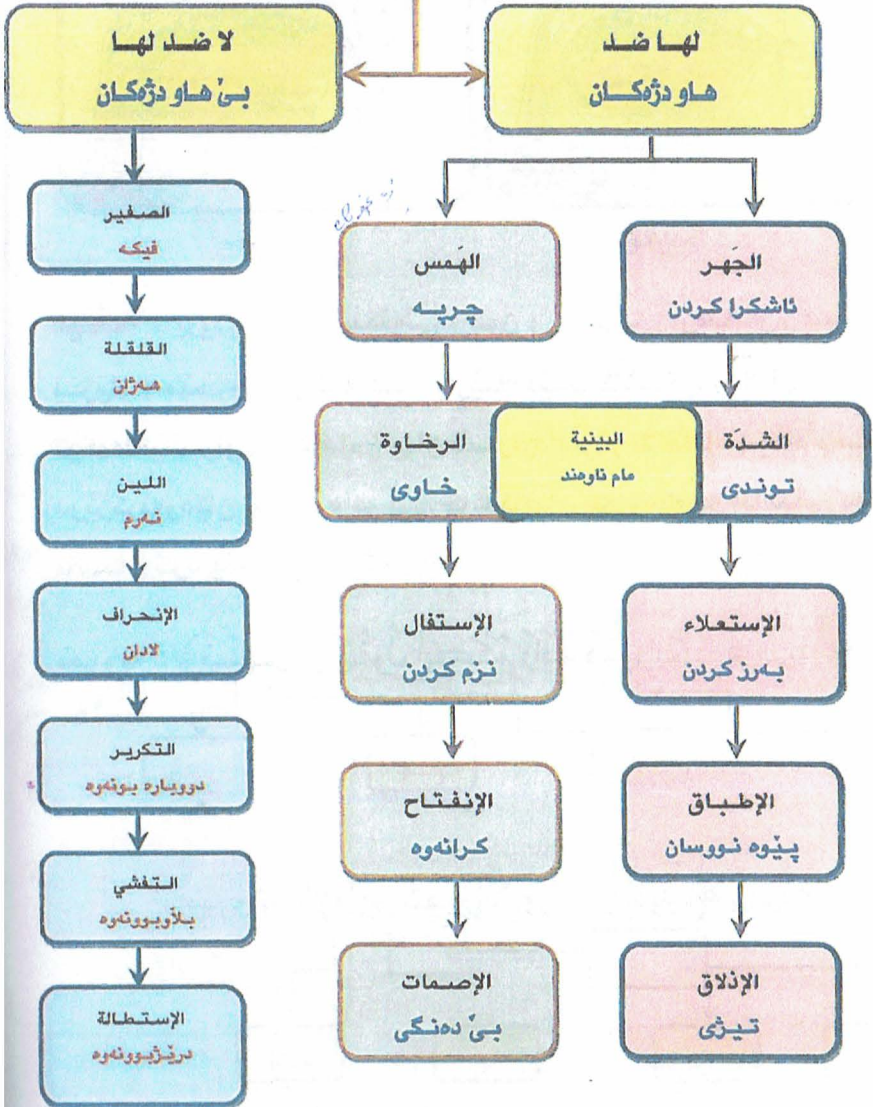 لها ضد
هاو دژەکان
لا ضد لها
بێ هاو دژەکان
الجَهر
ئاشکرا کردن
الهَمس
چرپە
الشدَة
توندی
البينية
مام ناوەند
الرخاوة
خاوی
الإستعلاء
بەرز کردن
الإستفال
نزم کردن
الإطباق
پێوە نووسان
الإنفتاح
کرانەوە
الإذلاق
تیژی
الإصمات
بێ دەنگی
الصفير
فیکە
القلقلة
هەژان
اللين
نەرم
الإنحراف
لادان
التكرير
دووبارە بونەوە
التفشي
بڵاوبوونەوە
الإستطالة
درێژبوونەوە